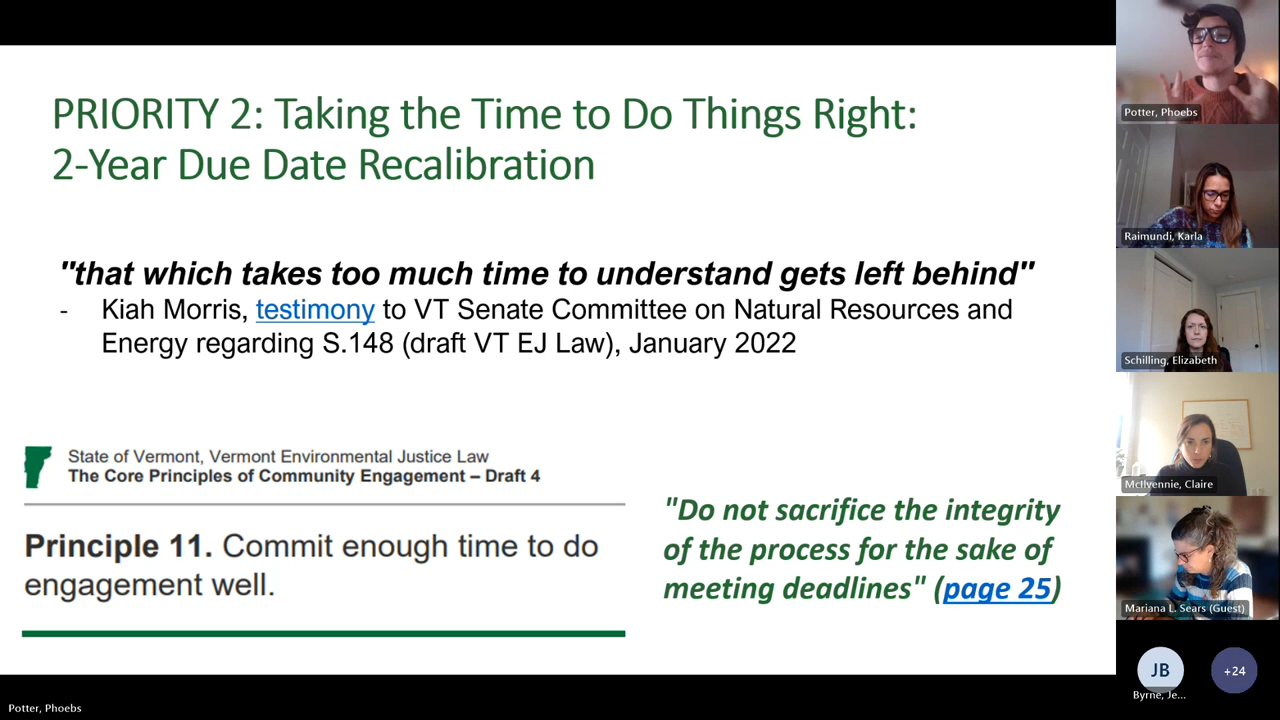 PRIORITY 2: Taking the Time to Do Things Right:
2-Year Due Date Recalibration
"that which takes too much time to understand gets left behind"
- Kiah Morris, testimony to VT Senate Committee on Natural Resources and
Energy regarding S.148 (draft VT EJ Law), January 2022
State of Vermont, Vermont Environmental Justice Law
The Core Principles of Community Engagement – Draft 4
Principle 11. Commit enough time to do
engagement well.
"Do not sacrifice the integrity
of the process for the sake of
meeting deadlines" (page 25)
Potter, Phoebs
Raimundi, Karla
Schilling, Elizabeth
McIlvennie, Claire
Mariana L. Sears (Guest)
JB
+24
Byrne, Je...
Potter, Phoebs